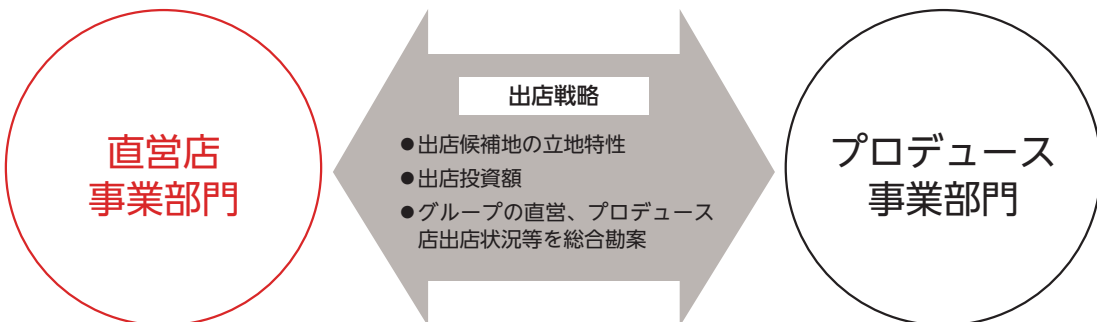 直営店
事業部門
出店戦略
●出店候補地の立地特性
●出店投資額
●グループの直営、プロデュース
店出店状況等を総合勘案
プロデュース
事業部門